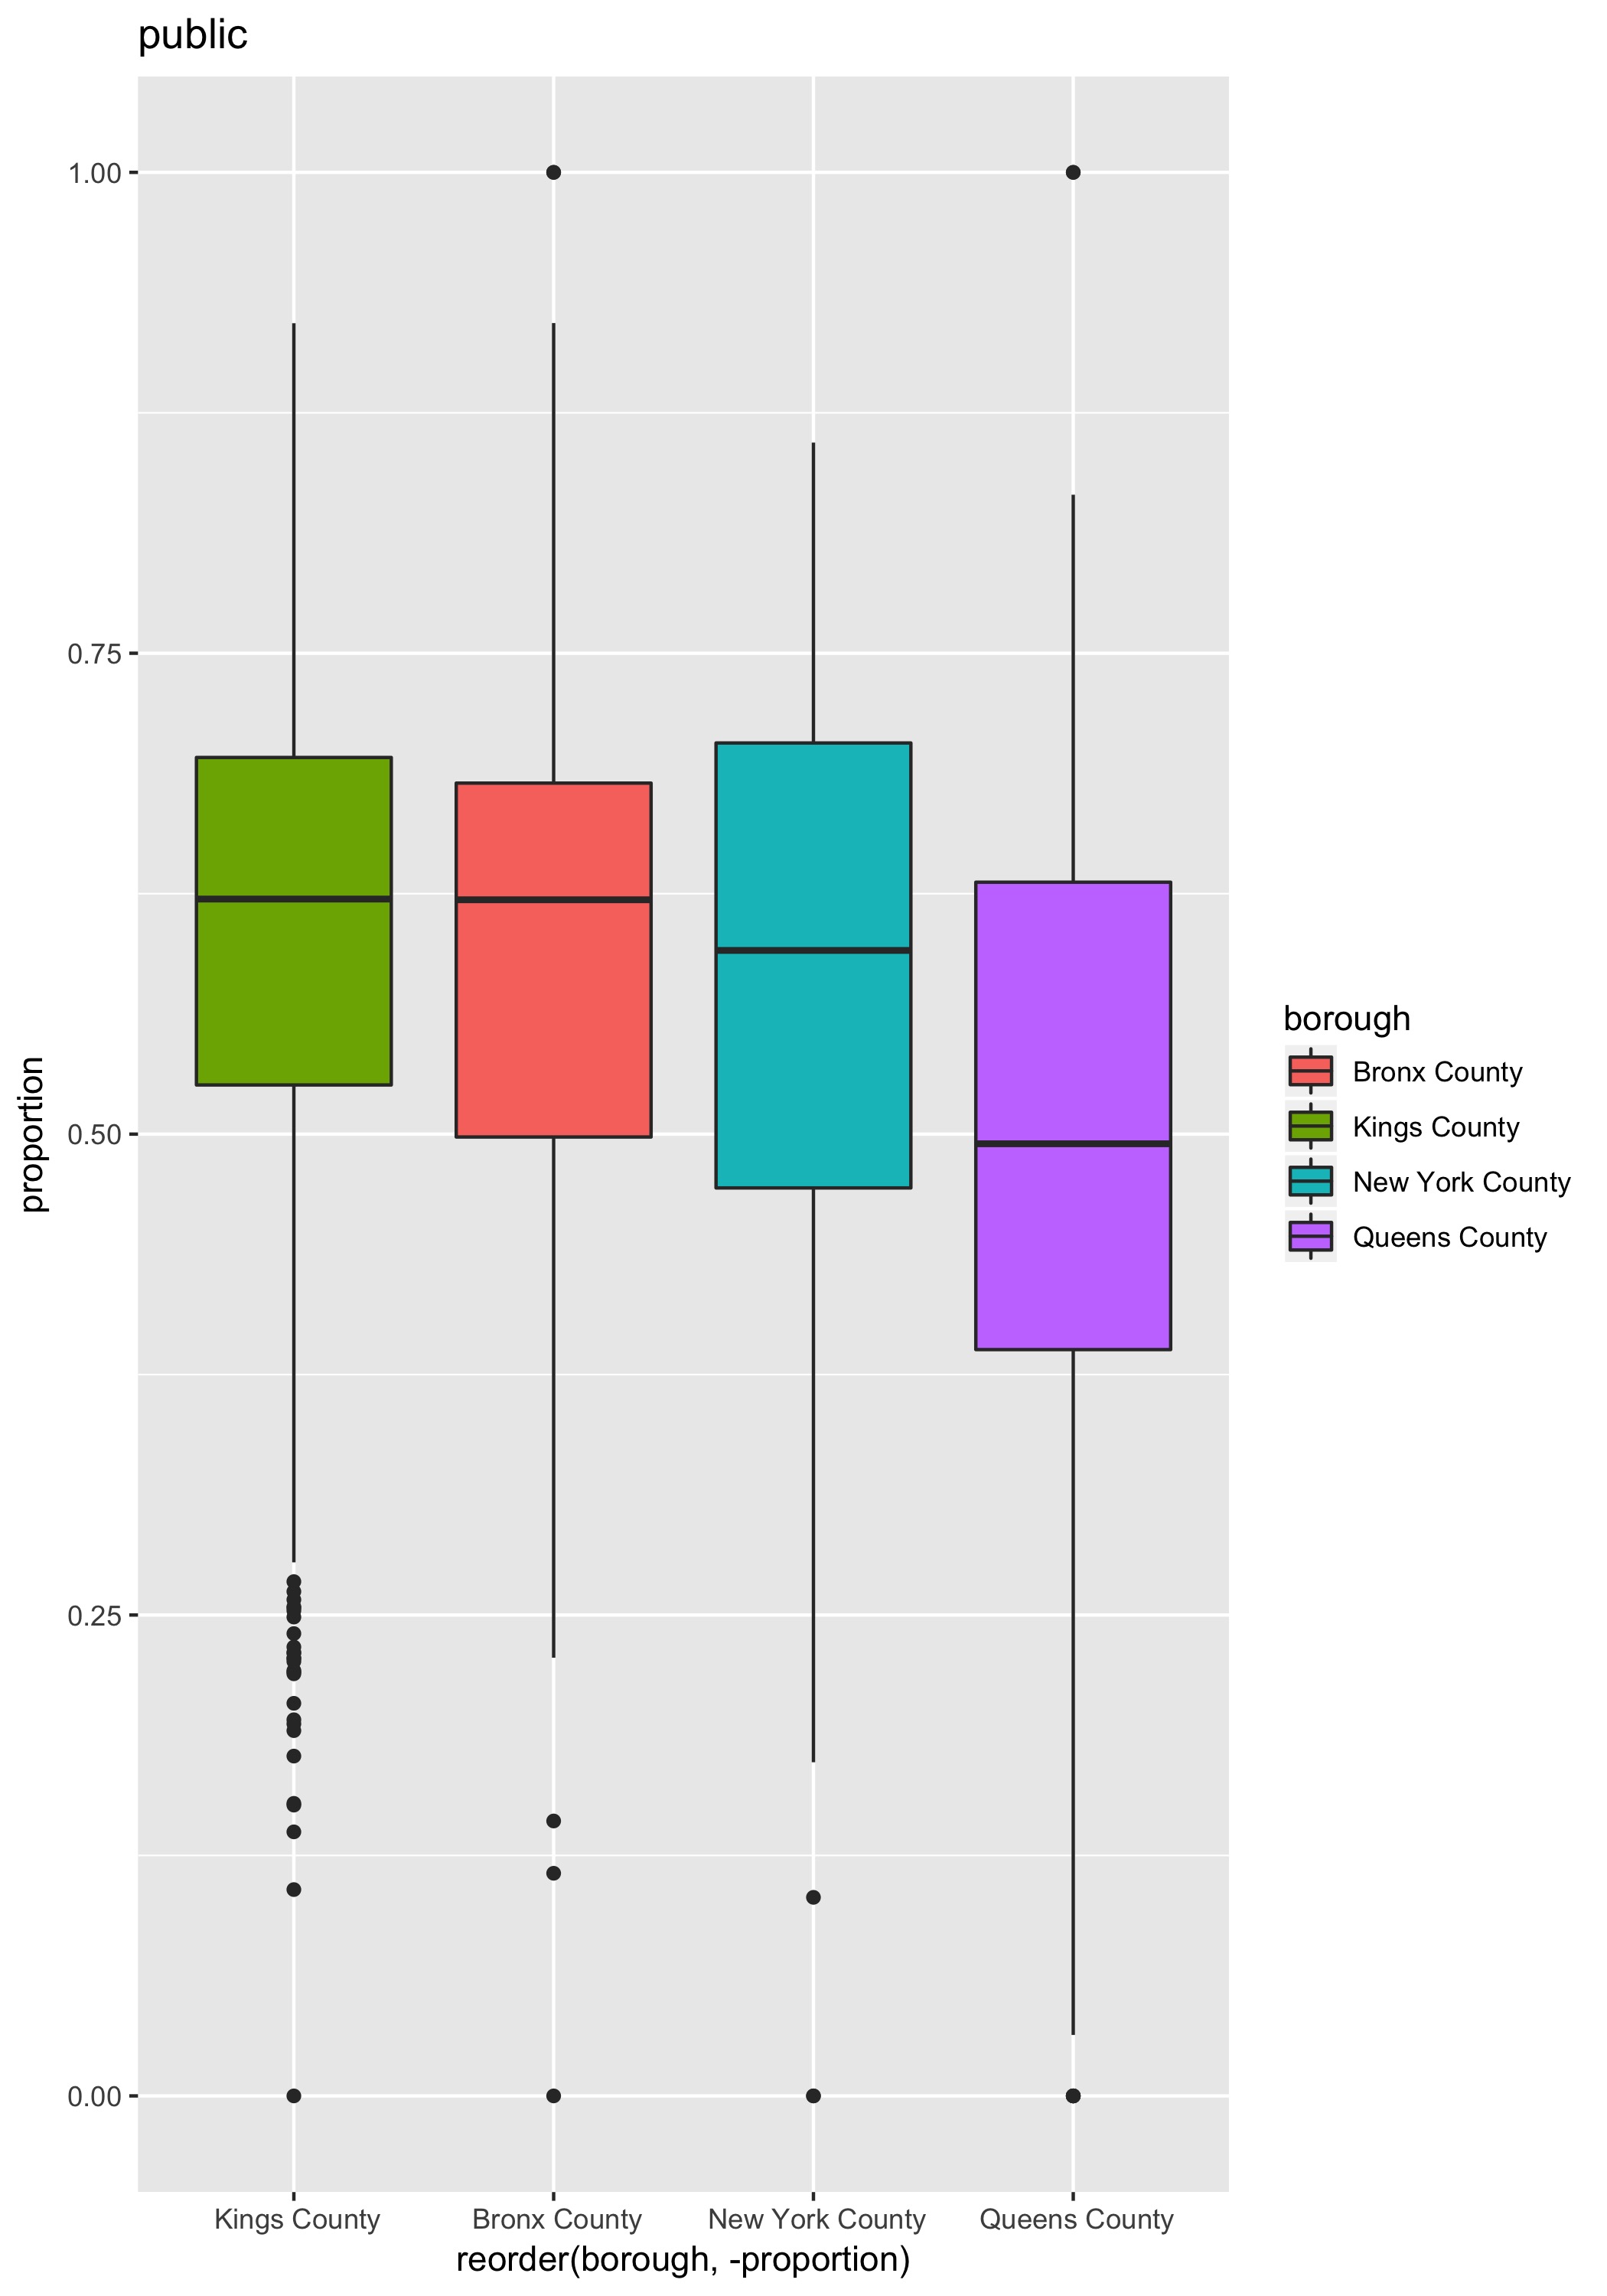 public
1.00
0.75
0.50
0.25
0.00
proportion
Kings County
Bronx County
New York County
Queens County
reorder(borough, -proportion)
borough
Bronx County
Kings County
New York County
Queens County